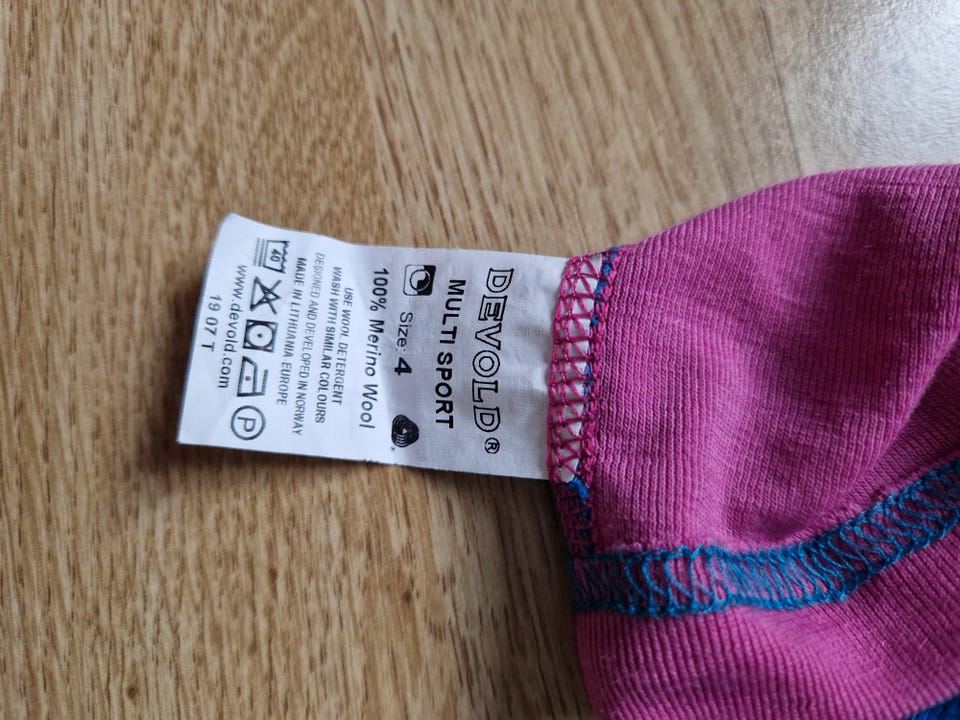 DEVOLD®
MULTI SPORT
Size: 4
100% Merino Wool
USE WOOL DETERGENT
WASH WITH SIMILAR COLOURS
DESIGNED AND DEVELOPED IN NORWAY
MADE IN LITHUANIA-EUROPE
40 P
www.devold.com
19 07 T